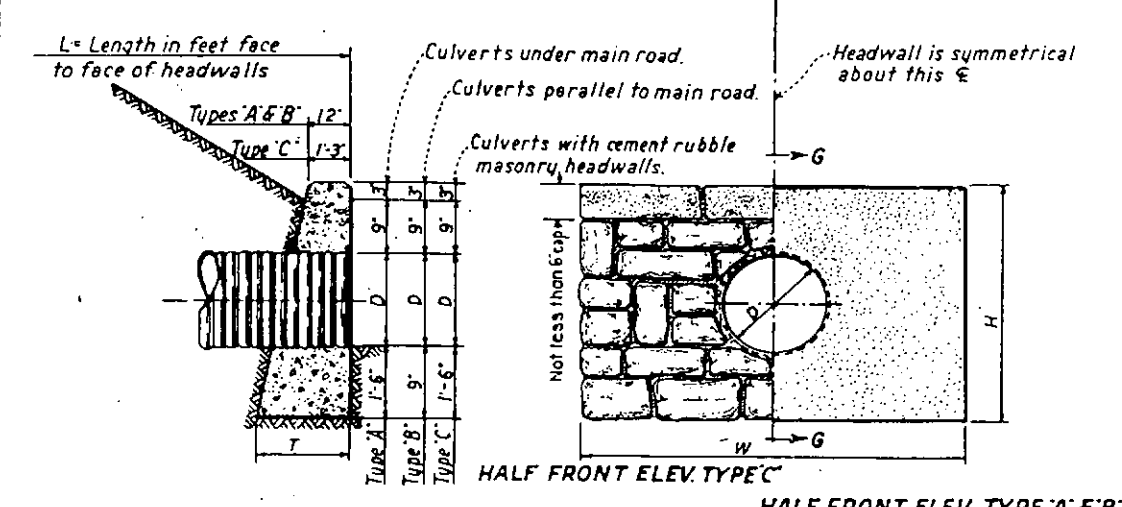 L= Length in feet face
to face of headwalls
Culverts under main road.
Headwall is symmetrical
about this ℄
Culverts parallel to main road.
Types "A" & "B"
12"
Type "C"
1'-3"
Culverts with cement rubble
masonry headwalls.
G
3"
3"
3"
9"
9"
9"
Not less than 6" cap
D
D
D
D
H
1'-6"
9"
1'-6"
T
Type "A"
Type "B"
Type "C"
W
G
HALF FRONT ELEV. TYPE "C"
HALF FRONT ELEV. TYPE "A" & "B"